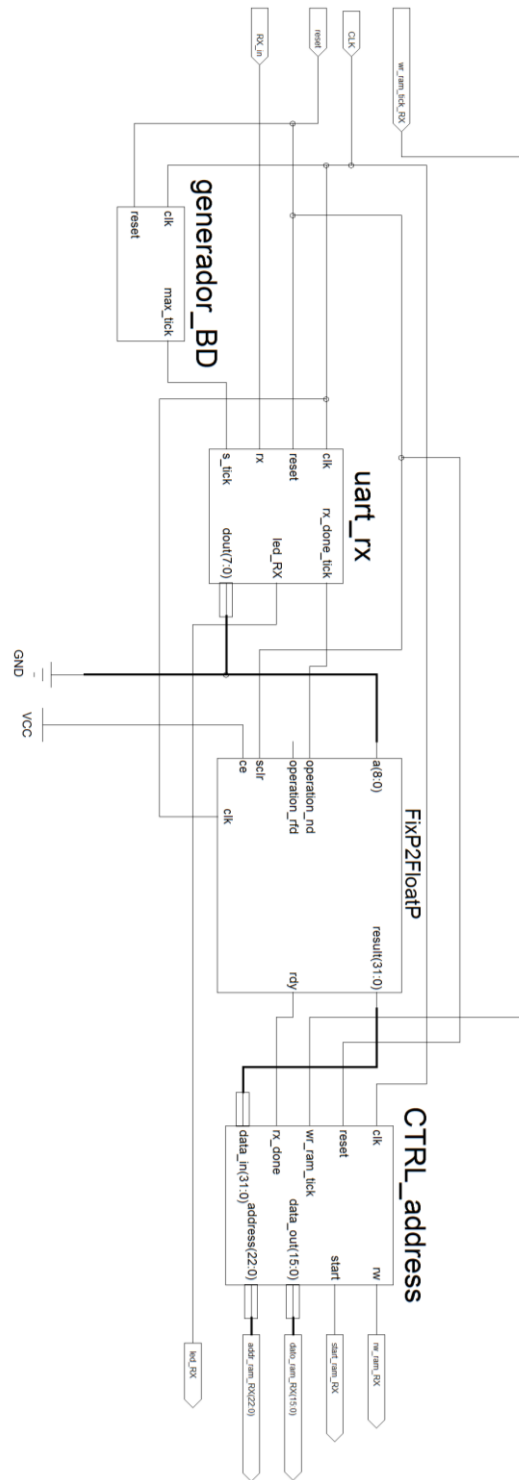 wr_ram_tick_RX
CLK
reset
RX_in
generador_BD
clk
reset
max_tick
uart_rx
clk
reset
rx
s_tick
rx_done_tick
led_RX
dout(7:0)
GND
VCC
FixP2FloatP
a(8:0)
operation_nd
operation_rfd
sclr
ce
clk
result(31:0)
rdy
CTRL_address
clk
reset
wr_ram_tick
rx_done
data_in(31:0)
rw
start
data_out(15:0)
address(22:0)
rw_ram_RX
start_ram_RX
dato_ram_RX(15:0)
addr_ram_RX(22:0)
led_RX